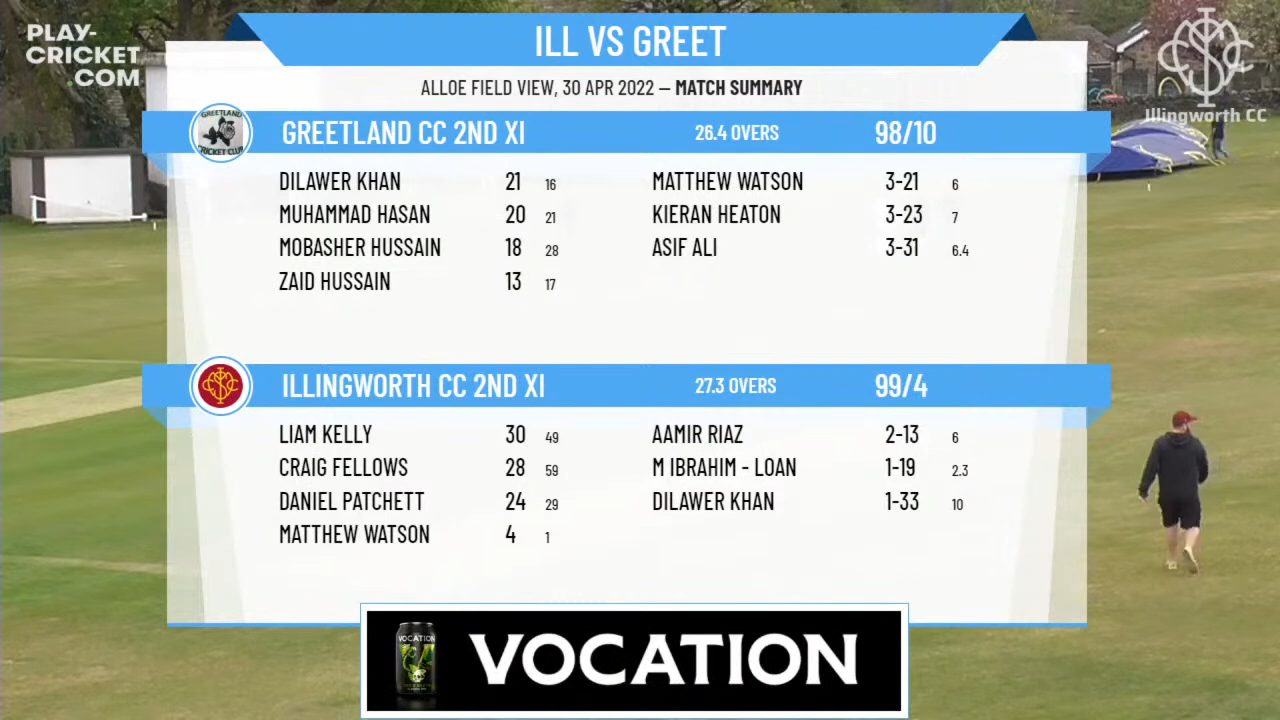 PLAY-
CRICKET
.COM
ILL VS GREET
Illingworth CC
ALLOE FIELD VIEW, 30 APR 2022 – MATCH SUMMARY
GREETLAND
CRICKET CLUB
GREETLAND CC 2ND XI 26.4 OVERS 98/10
DILAWER KHAN 21 16 MATTHEW WATSON 3-21 6
MUHAMMAD HASAN 20 21 KIERAN HEATON 3-23 7
MOBASHER HUSSAIN 18 28 ASIF ALI 3-31 6.4
ZAID HUSSAIN 13 17
ILLINGWORTH CC 2ND XI 27.3 OVERS 99/4
LIAM KELLY 30 49 AAMIR RIAZ 2-13 6
CRAIG FELLOWS 28 59 M IBRAHIM - LOAN 1-19 2.3
DANIEL PATCHETT 24 29 DILAWER KHAN 1-33 10
MATTHEW WATSON 4 1
VOCATION
VOCATION